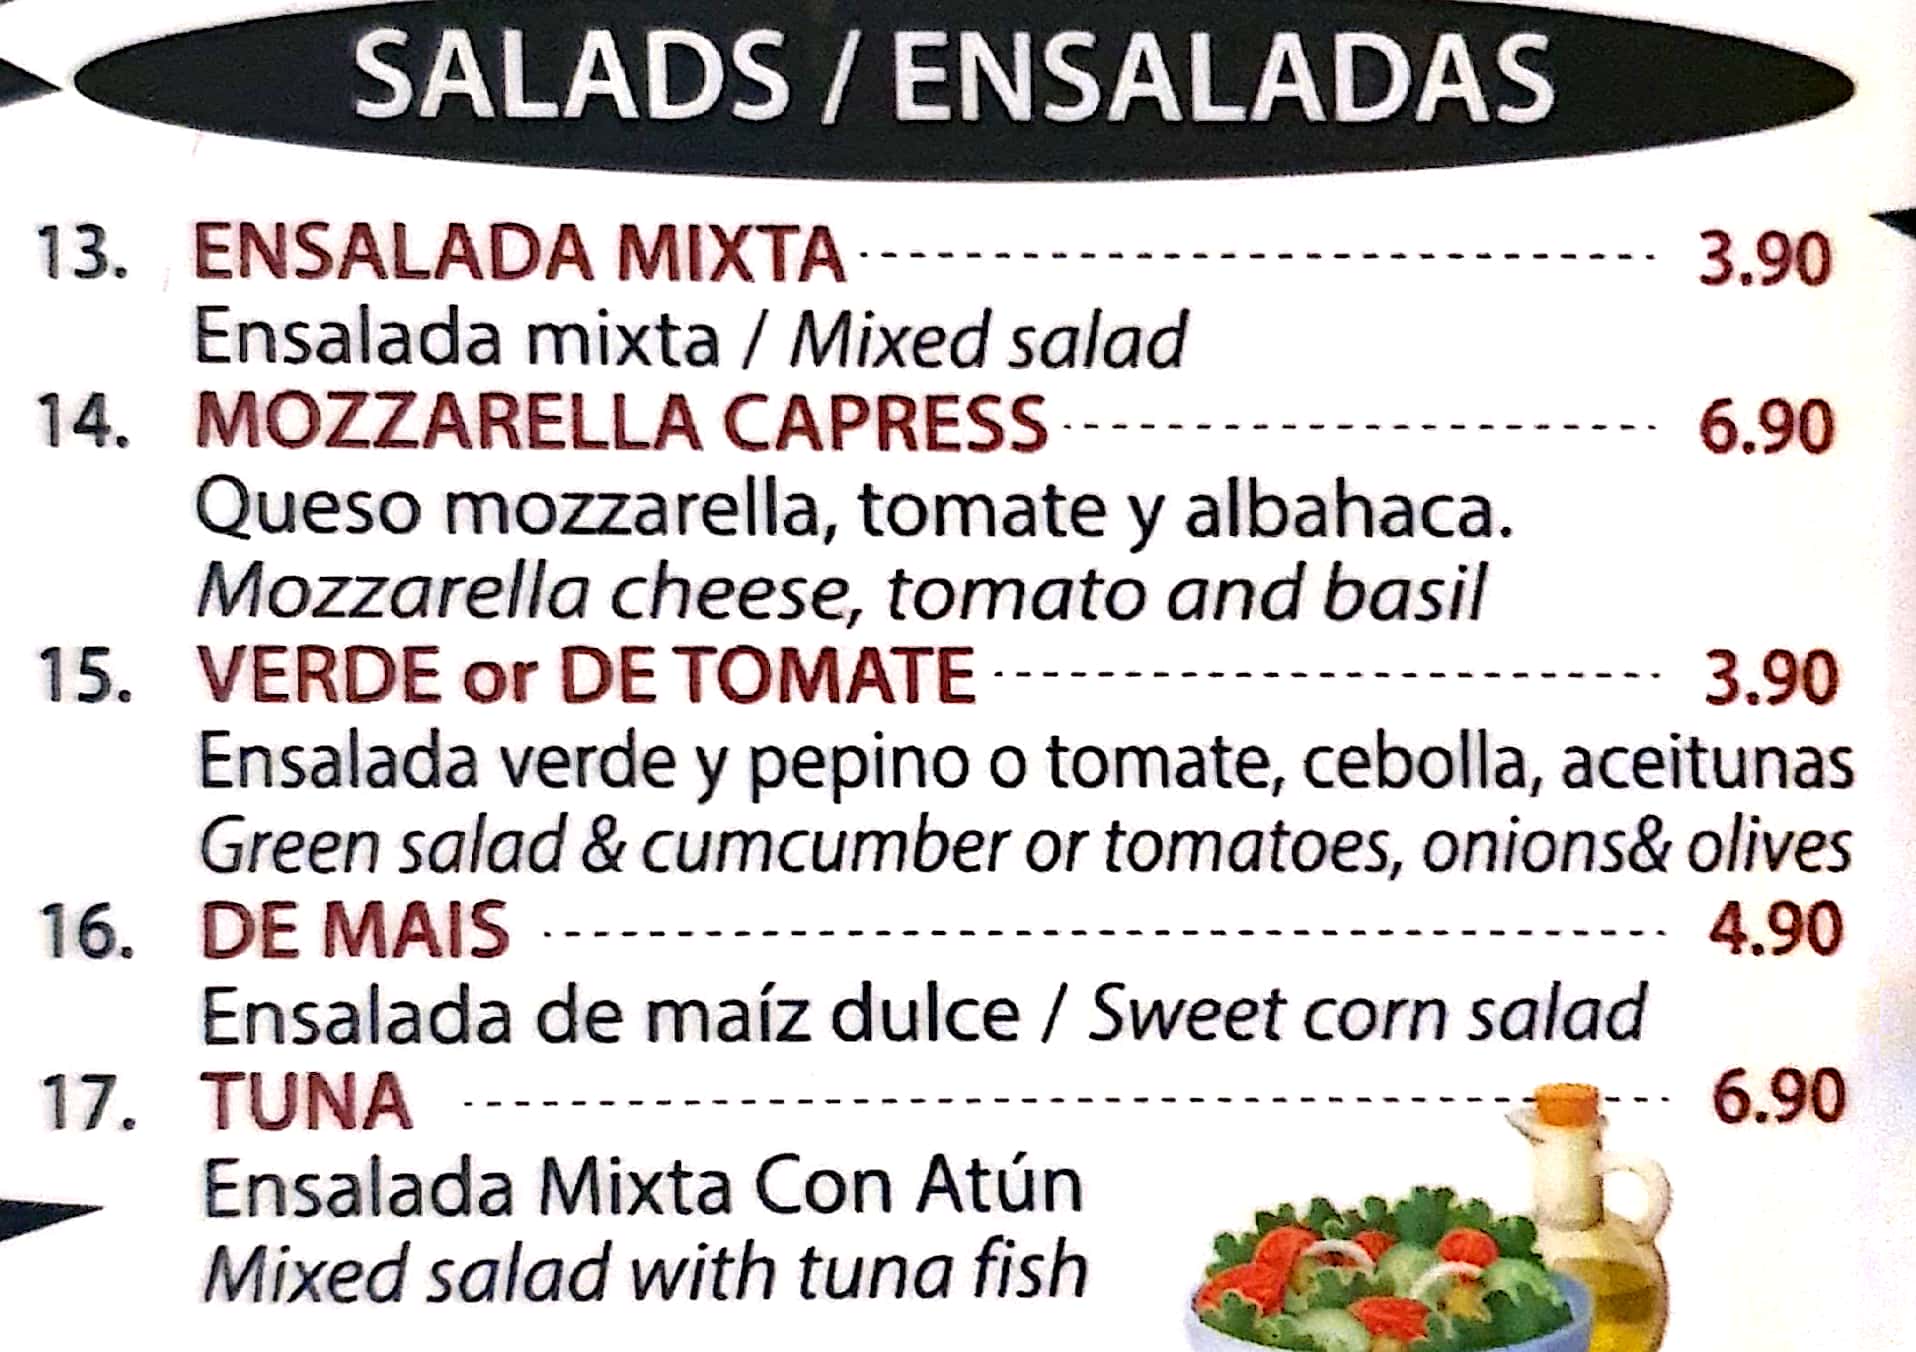 SALADS / ENSALADAS
13. ENSALADA MIXTA 3.90
Ensalada mixta / Mixed salad
14. MOZZARELLA CAPRESS 6.90
Queso mozzarella, tomate y albahaca.
Mozzarella cheese, tomato and basil
15. VERDE or DE TOMATE 3.90
Ensalada verde y pepino o tomate, cebolla, aceitunas
Green salad & cumcumber or tomatoes, onions& olives
16. DE MAIS 4.90
Ensalada de maíz dulce / Sweet corn salad
17. TUNA 6.90
Ensalada Mixta Con Atún
Mixed salad with tuna fish